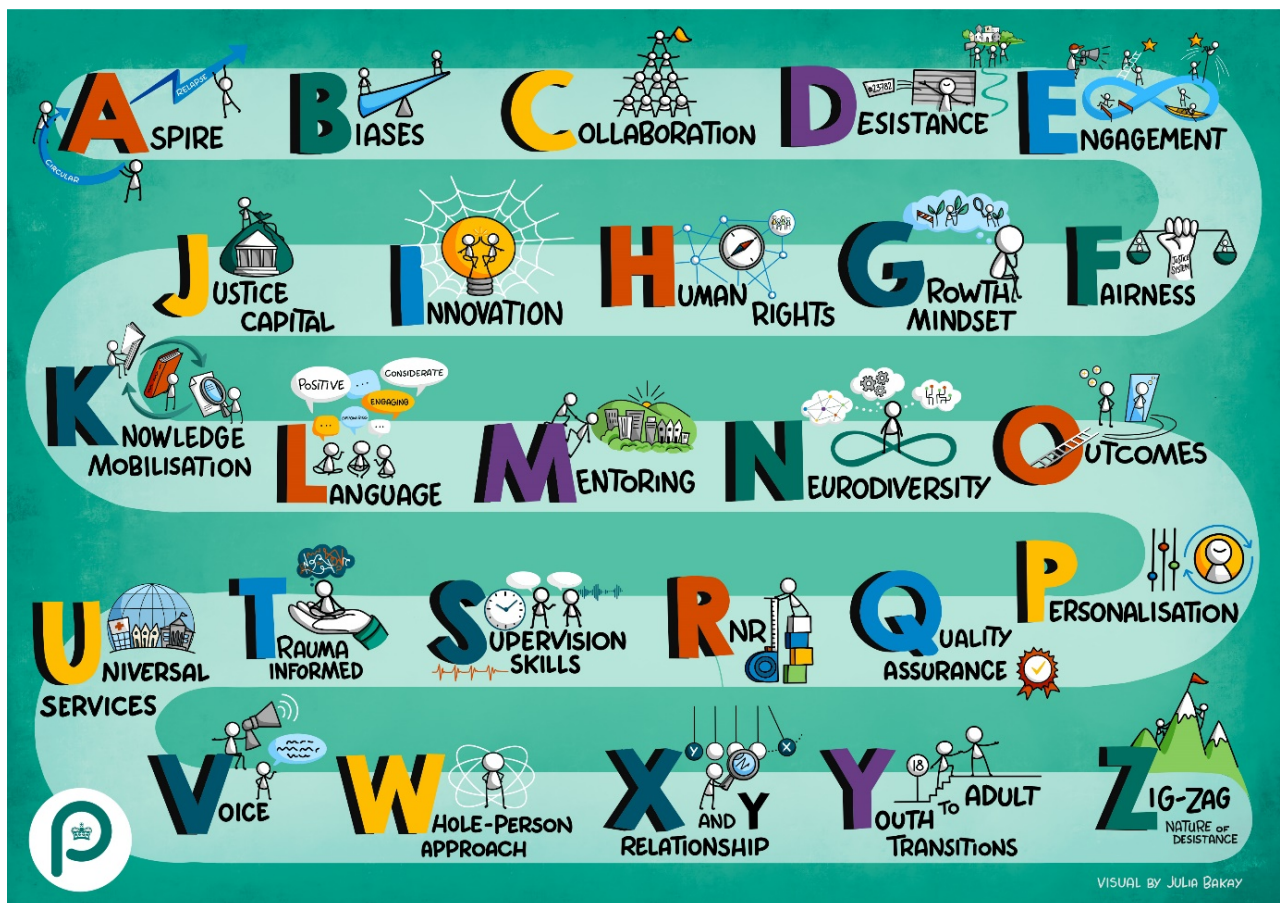 ASPIRE
RELAPSE
CIRCULAR
BIASES
COLLABORATION
DESISTANCE
#23782
ENGAGEMENT
FAIRNESS
JUSTICE
SYSTEM
GROWTH
MINDSET
HUMAN
RIGHTS
INNOVATION
JUSTICE
CAPITAL
KNOWLEDGE
MOBILISATION
LANGUAGE
POSITIVE
...
CONSIDERATE
ENGAGING
...
...
MENTORING
NEURODIVERSITY
OUTCOMES
PERSONALISATION
QUALITY
ASSURANCE
RNR
SUPERVISION
SKILLS
TRAUMA
INFORMED
UNIVERSAL
SERVICES
VOICE
WHOLE-PERSON
APPROACH
Y
X
X AND Y
RELATIONSHIP
18
YOUTH TO ADULT
TRANSITIONS
ZIG-ZAG
NATURE OF
DESISTANCE
P
VISUAL BY JULIA BAKAY